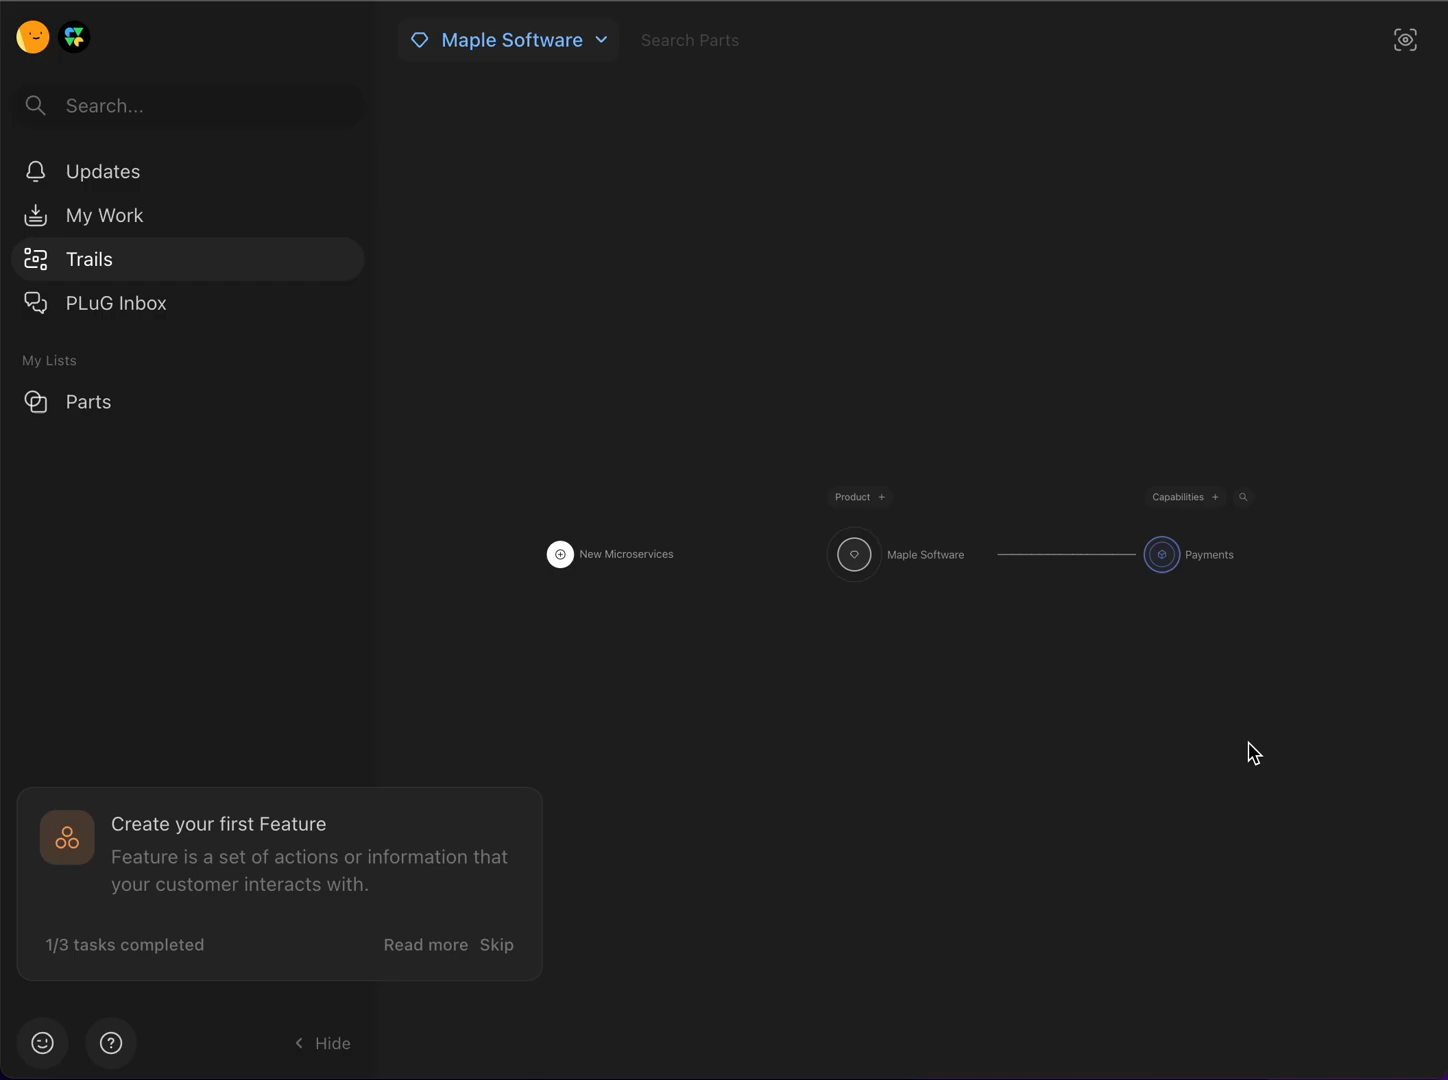 Maple Software
Search Parts
Search...
Updates
My Work
Trails
PLuG Inbox
My Lists
Parts
Product +
Capabilities +
New Microservices
Maple Software
Payments
Create your first Feature
Feature is a set of actions or information that
your customer interacts with.
1/3 tasks completed
Read more Skip
Hide